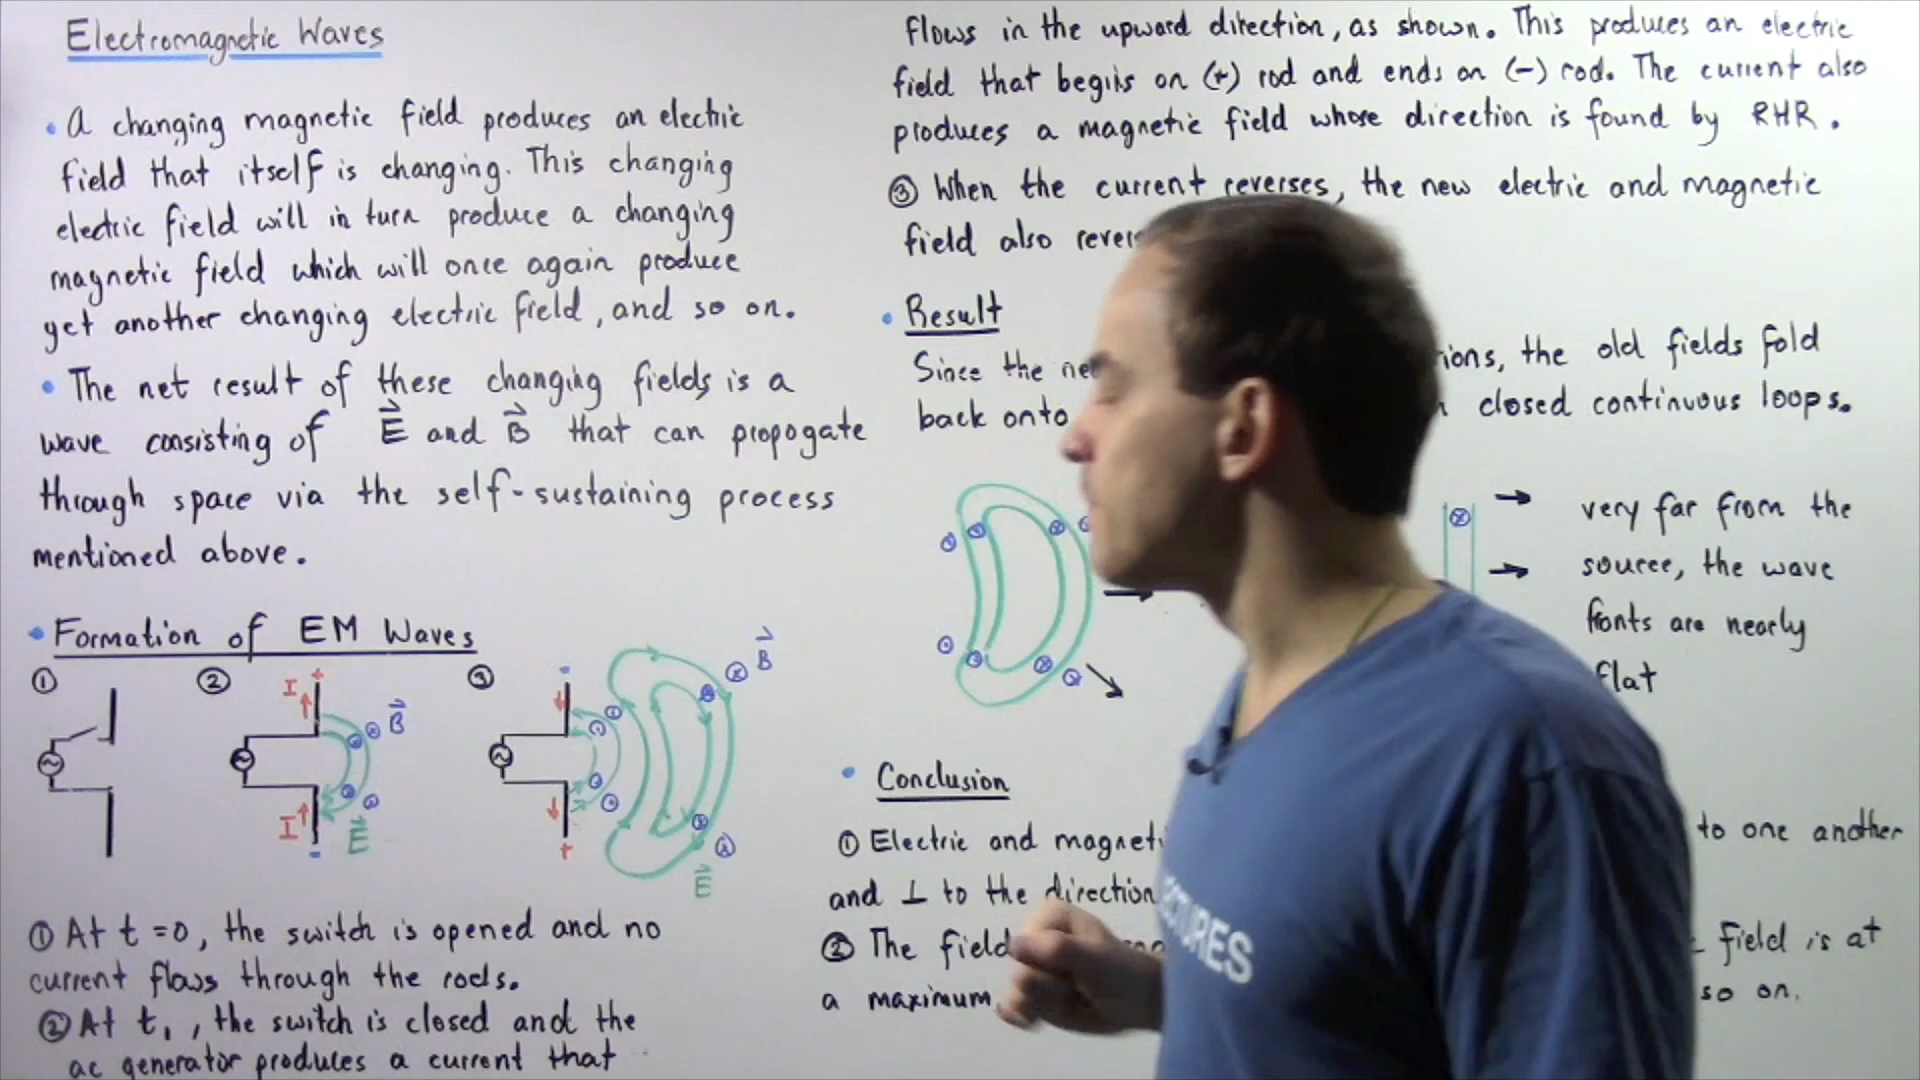 Electromagnetic Waves
• A changing magnetic field produces an electric
field that itself is changing. This changing
electric field will in turn produce a changing
magnetic field which will once again produce
yet another changing electric field, and so on.
• The net result of these changing fields is a
wave consisting of E and B that can propogate
through space via the self-sustaining process
mentioned above.
• Formation of EM Waves
① ② ③
+ I B I E -
- + B E
① At t = 0, the switch is opened and no
current flows through the rods.
② At t₁, the switch is closed and the
ac generator produces a current that
flows in the upward direction, as shown. This produces an electric
field that begins on (+) rod and ends on (-) rod. The current also
produces a magnetic field whose direction is found by RHR.
③ When the current reverses, the new electric and magnetic
field also
• Result
Since the the old fields fold
back onto closed continuous loops.
very far from the
source, the wave
fronts are nearly
flat
• Conclusion
① Electric and to one another
and ⊥ to the direction
② The field is at
a maximum so on.